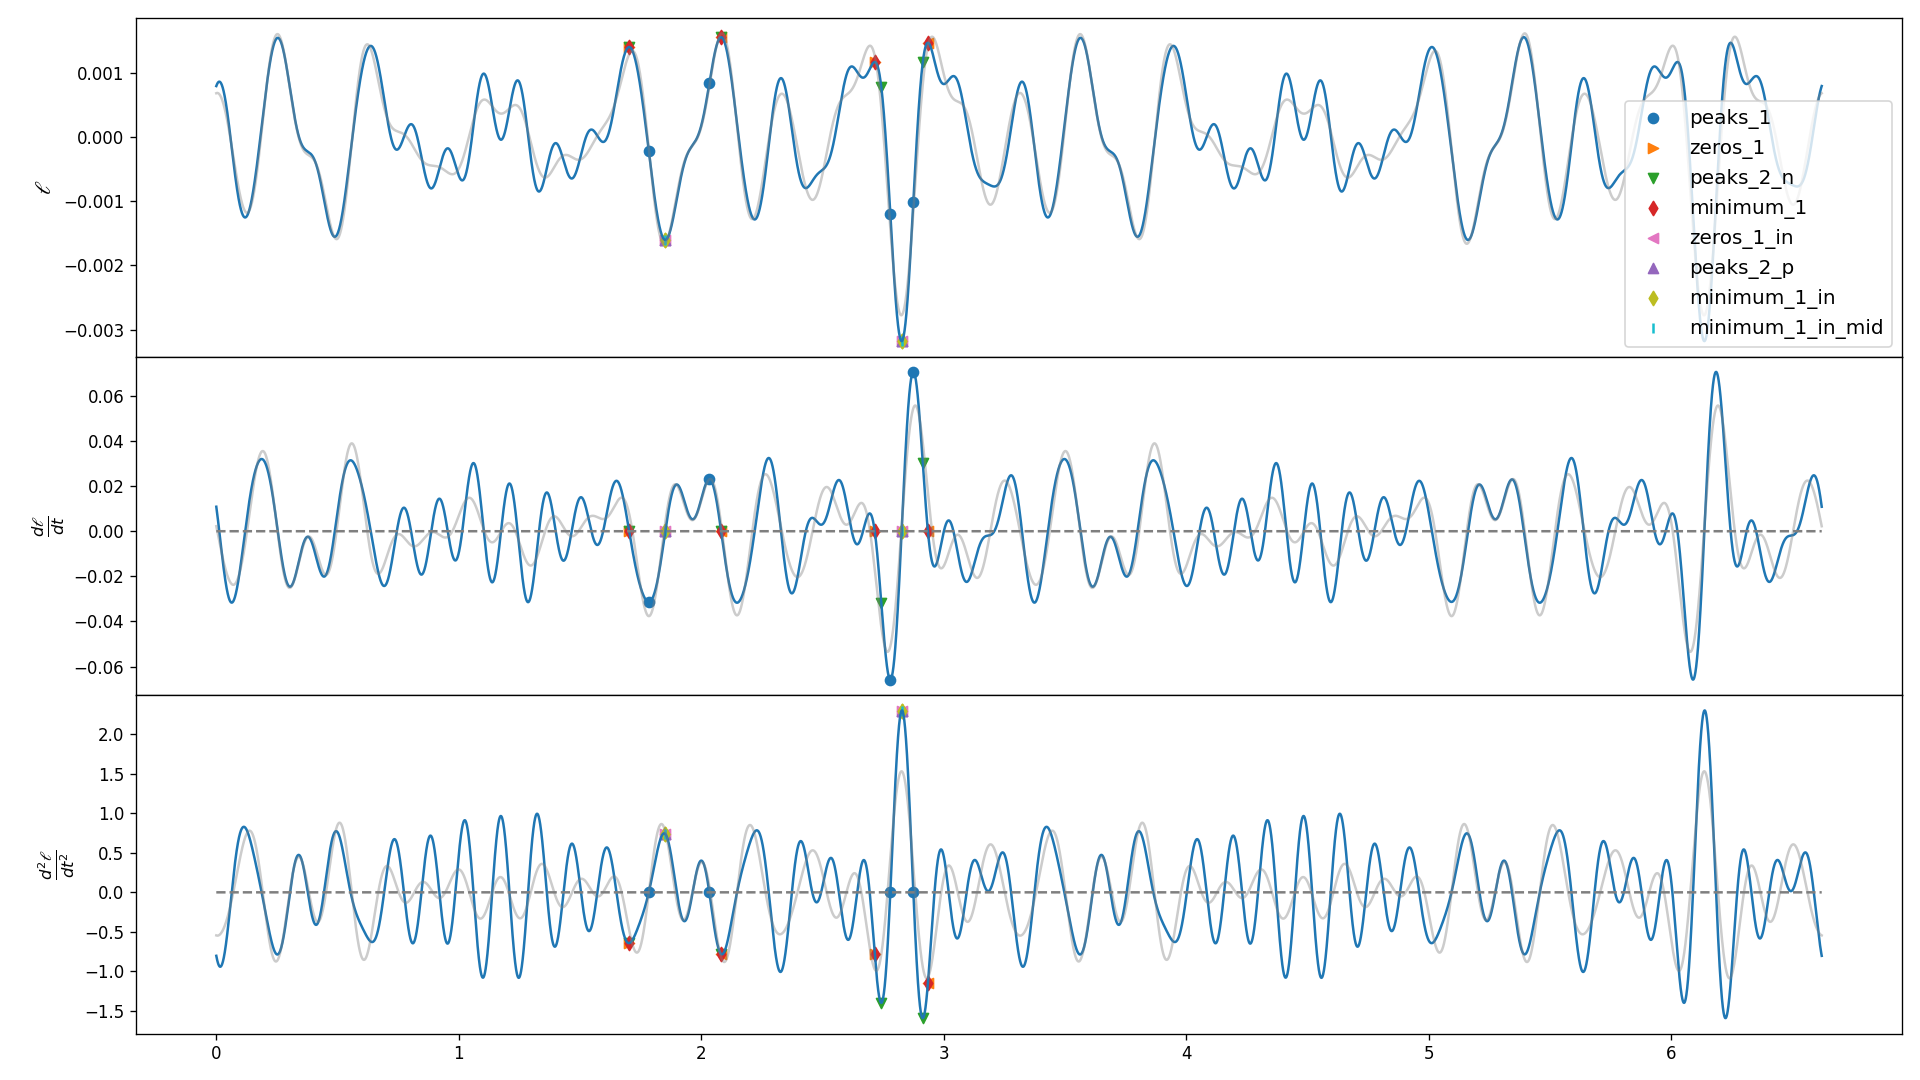 0.001
0.000
−0.001
−0.002
−0.003
ℓ
peaks_1
zeros_1
peaks_2_n
minimum_1
zeros_1_in
peaks_2_p
minimum_1_in
minimum_1_in_mid
0.06
0.04
0.02
0.00
−0.02
−0.04
−0.06
dℓ
dt
2.0
1.5
1.0
0.5
0.0
−0.5
−1.0
−1.5
d²ℓ
dt²
0 1 2 3 4 5 6